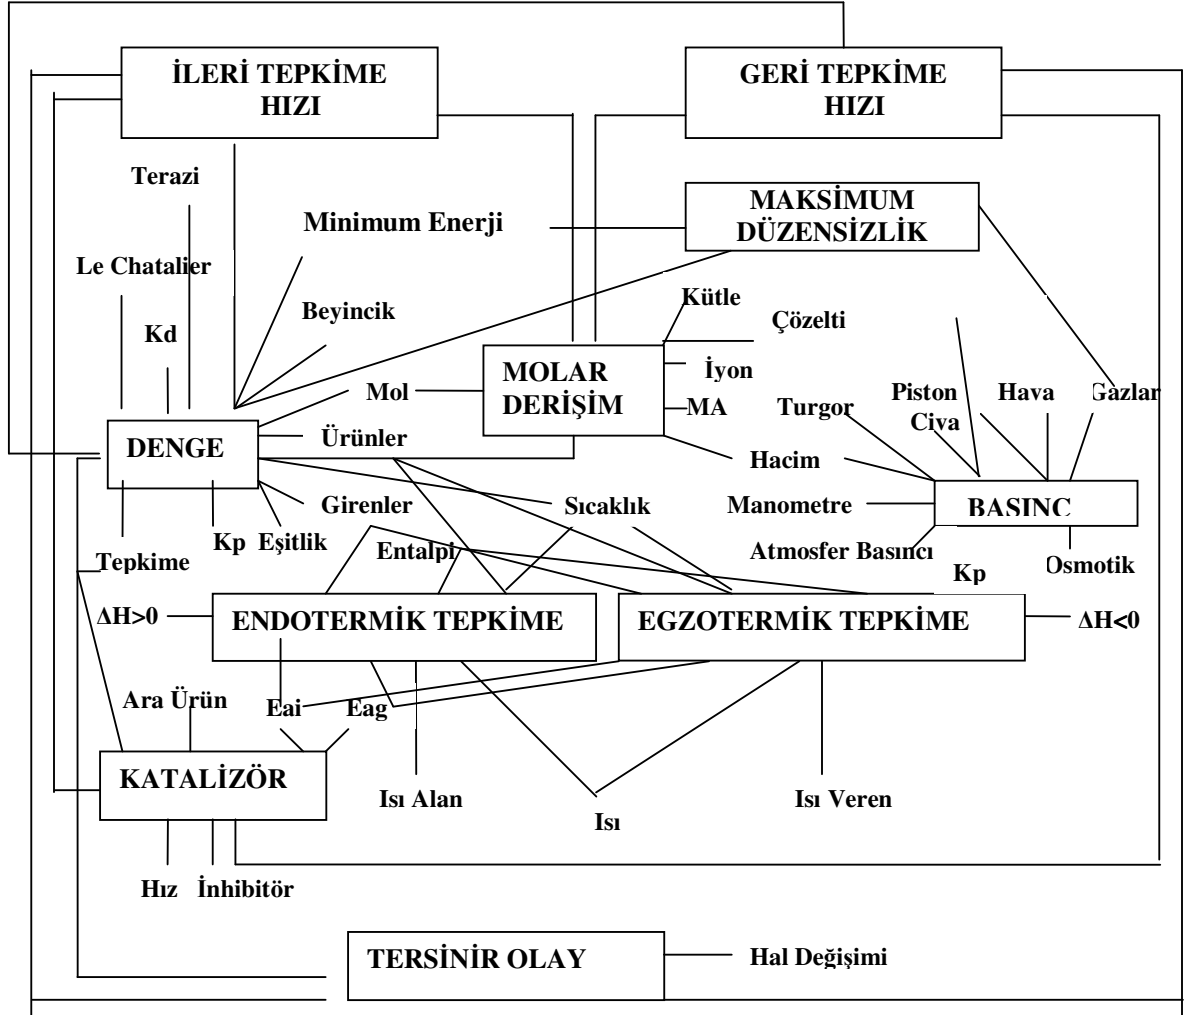 İLERİ TEPKİME
HIZI
GERİ TEPKİME
HIZI
Terazi
MAKSİMUM
DÜZENSİZLİK
Minimum Enerji
Le Chatalier
Kütle
Beyincik
Çözelti
Kd
MOLAR
DERİŞİM
İyon
Mol
MA
Turgor
Piston
Civa
Hava
Gazlar
DENGE
Ürünler
Hacim
Girenler
Sıcaklık
Manometre
BASINC
Kp
Eşitlik
Entalpi
Tepkime
Atmosfer Basıncı
Kp
Osmotik
ΔH>0
ENDOTERMİK TEPKİME
EGZOTERMİK TEPKİME
ΔH<0
Ara Ürün
Eai
Eag
KATALİZÖR
Isı Alan
Isı
Isı Veren
Hız
İnhibitör
TERSİNİR OLAY
Hal Değişimi